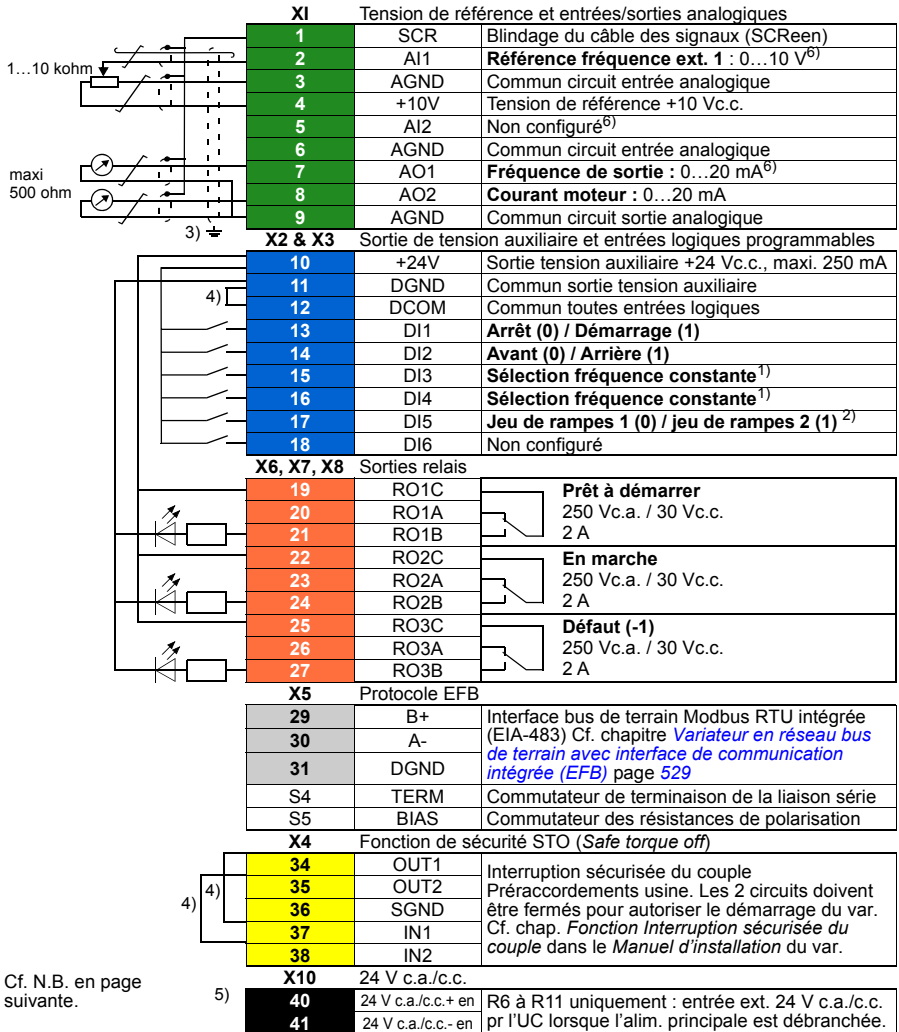 XI Tension de référence et entrées/sorties analogiques
1 SCR Blindage du câble des signaux (SCReen)
1…10 kohm 2 AI1 Référence fréquence ext. 1 : 0…10 V6)
3 AGND Commun circuit entrée analogique
4 +10V Tension de référence +10 Vc.c.
5 AI2 Non configuré6)
6 AGND Commun circuit entrée analogique
maxi
500 ohm
7 AO1 Fréquence de sortie : 0…20 mA6)
8 AO2 Courant moteur : 0…20 mA
9 AGND Commun circuit sortie analogique
3)
X2 & X3 Sortie de tension auxiliaire et entrées logiques programmables
10 +24V Sortie tension auxiliaire +24 Vc.c., maxi. 250 mA
11 DGND Commun sortie tension auxiliaire
4)
12 DCOM Commun toutes entrées logiques
13 DI1 Arrêt (0) / Démarrage (1)
14 DI2 Avant (0) / Arrière (1)
15 DI3 Sélection fréquence constante1)
16 DI4 Sélection fréquence constante1)
17 DI5 Jeu de rampes 1 (0) / jeu de rampes 2 (1) 2)
18 DI6 Non configuré
X6, X7, X8 Sorties relais
19 RO1C Prêt à démarrer
20 RO1A 250 Vc.a. / 30 Vc.c.
21 RO1B 2 A
22 RO2C En marche
23 RO2A 250 Vc.a. / 30 Vc.c.
24 RO2B 2 A
25 RO3C Défaut (-1)
26 RO3A 250 Vc.a. / 30 Vc.c.
27 RO3B 2 A
X5 Protocole EFB
29 B+
30 A-
31 DGND
Interface bus de terrain Modbus RTU intégrée
(EIA-483) Cf. chapitre Variateur en réseau bus
de terrain avec interface de communication
intégrée (EFB) page 529
S4 TERM Commutateur de terminaison de la liaison série
S5 BIAS Commutateur des résistances de polarisation
X4 Fonction de sécurité STO (Safe torque off)
4)
4)
34 OUT1
35 OUT2
36 SGND
37 IN1
38 IN2
Interruption sécurisée du couple
Préraccordements usine. Les 2 circuits doivent
être fermés pour autoriser le démarrage du var.
Cf. chap. Fonction Interruption sécurisée du
couple dans le Manuel d'installation du var.
X10 24 V c.a./c.c.
Cf. N.B. en page
suivante.
5)
40 24 V c.a./c.c.+ en
41 24 V c.a./c.c.- en
R6 à R11 uniquement : entrée ext. 24 V c.a./c.c.
pr l'UC lorsque l'alim. principale est débranchée.